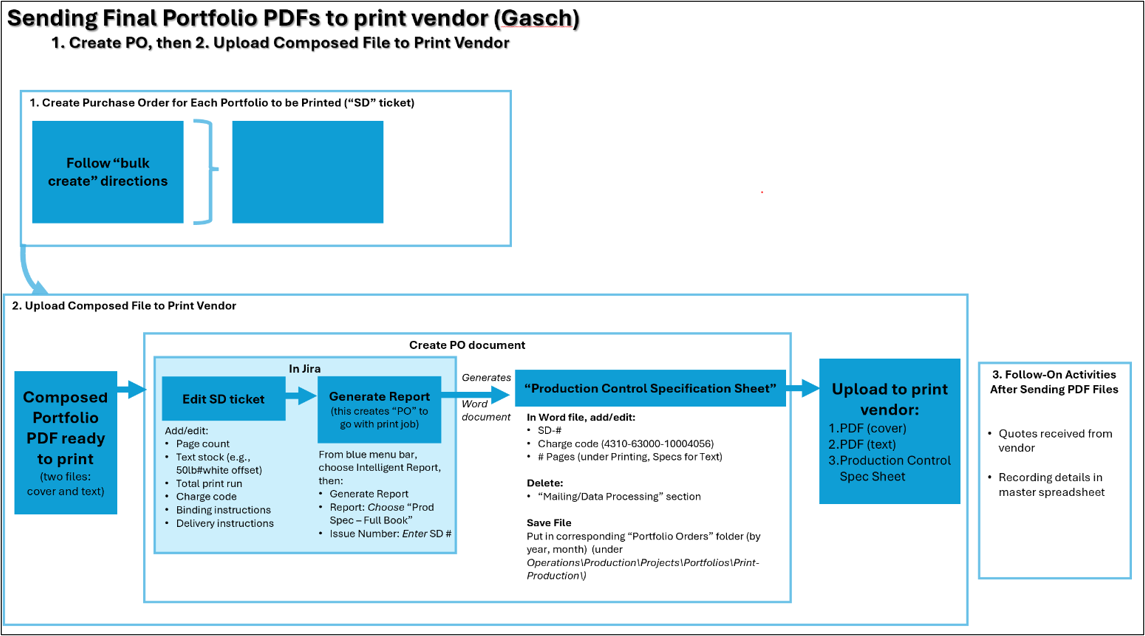 Sending Final Portfolio PDFs to print vendor (Gasch)
1. Create PO, then 2. Upload Composed File to Print Vendor
1. Create Purchase Order for Each Portfolio to be Printed (“SD” ticket)
Follow “bulk
create” directions
2. Upload Composed File to Print Vendor
Composed
Portfolio
PDF ready
to print
(two files:
cover and text)
Create PO document
In Jira
Edit SD ticket
Add/edit:
• Page count
• Text stock (e.g.,
50lb#white offset)
• Total print run
• Charge code
• Binding instructions
• Delivery instructions
Generate Report
(this creates “PO” to
go with print job)
From blue menu bar,
choose Intelligent Report,
then:
• Generate Report
• Report: Choose “Prod
Spec – Full Book”
• Issue Number: Enter SD #
Generates
Word
document
“Production Control Specification Sheet”
In Word file, add/edit:
• SD-#
• Charge code (4310-63000-10004056)
• # Pages (under Printing, Specs for Text)
Delete:
• “Mailing/Data Processing” section
Save File
Put in corresponding “Portfolio Orders” folder (by
year, month) (under
Operations\Production\Projects\Portfolios\Print-
Production\)
Upload to print
vendor:
1.PDF (cover)
2.PDF (text)
3.Production Control
Spec Sheet
3. Follow-On Activities
After Sending PDF Files
• Quotes received from
vendor
• Recording details in
master spreadsheet